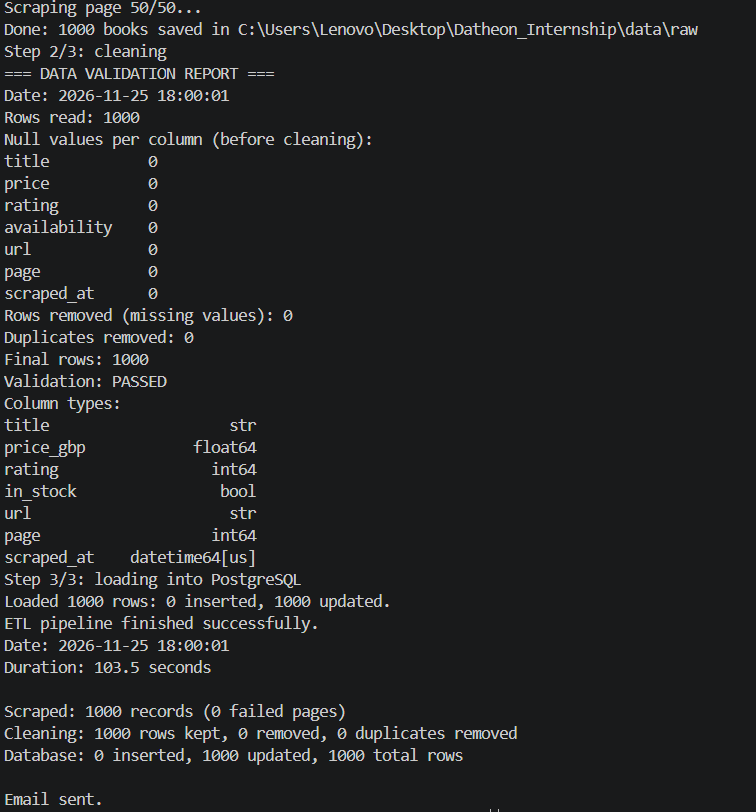 Scraping page 50/50...
Done: 1000 books saved in C:\Users\Lenovo\Desktop\Datheon_Internship\data\raw
Step 2/3: cleaning
=== DATA VALIDATION REPORT ===
Date: 2026-11-25 18:00:01
Rows read: 1000
Null values per column (before cleaning):
title 0
price 0
rating 0
availability 0
url 0
page 0
scraped_at 0
Rows removed (missing values): 0
Duplicates removed: 0
Final rows: 1000
Validation: PASSED
Column types:
title str
price_gbp float64
rating int64
in_stock bool
url str
page int64
scraped_at datetime64[us]
Step 3/3: loading into PostgreSQL
Loaded 1000 rows: 0 inserted, 1000 updated.
ETL pipeline finished successfully.
Date: 2026-11-25 18:00:01
Duration: 103.5 seconds
Scraped: 1000 records (0 failed pages)
Cleaning: 1000 rows kept, 0 removed, 0 duplicates removed
Database: 0 inserted, 1000 updated, 1000 total rows
Email sent.